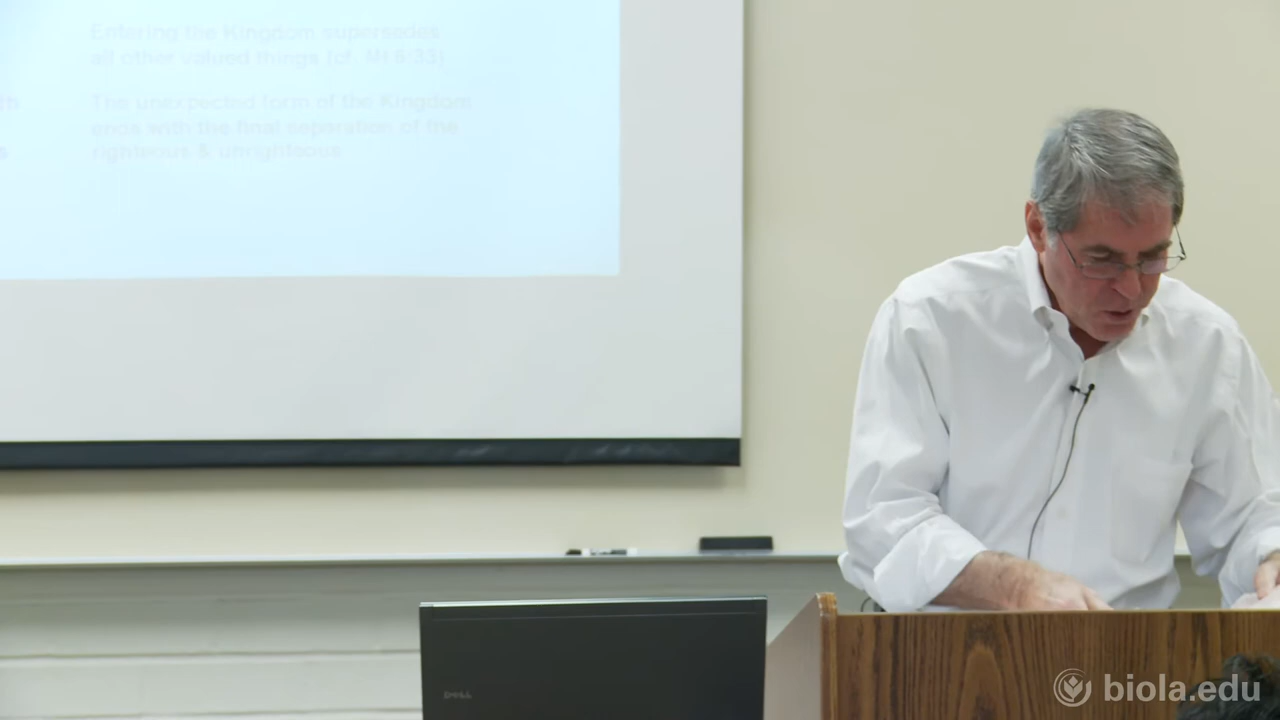 Entering the Kingdom supersedes
all other valued things (cf. Mt 6:33)
The unexpected form of the Kingdom
ends with the final separation of the
righteous & unrighteous
DELL
biola.edu